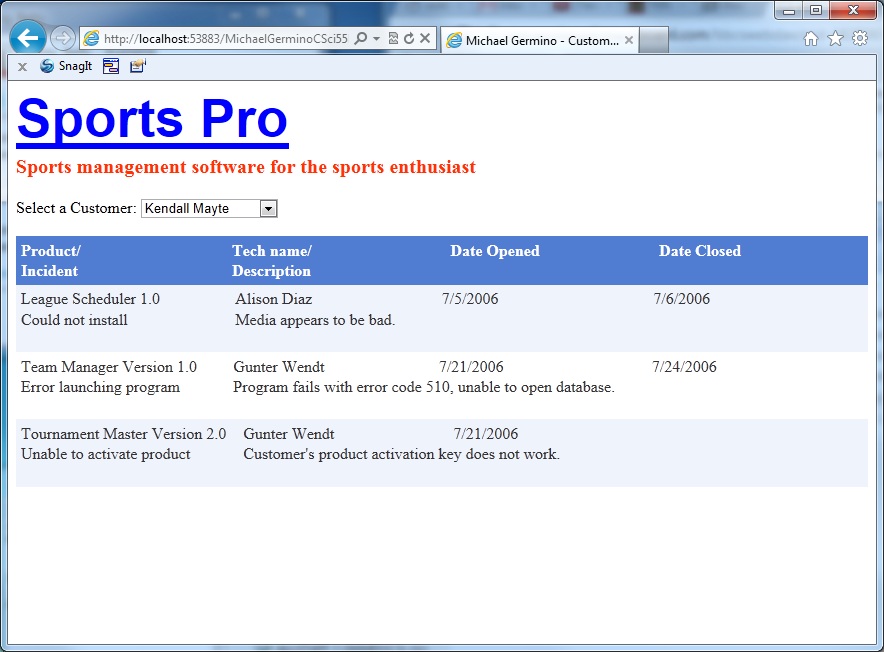 http://localhost:53883/MichaelGerminoCSci55
Michael Germino - Custom...
SnagIt
Sports Pro
Sports management software for the sports enthusiast
Select a Customer: Kendall Mayte
Product/ Tech name/ Date Opened Date Closed
Incident Description
League Scheduler 1.0 Alison Diaz 7/5/2006 7/6/2006
Could not install Media appears to be bad.
Team Manager Version 1.0 Gunter Wendt 7/21/2006 7/24/2006
Error launching program Program fails with error code 510, unable to open database.
Tournament Master Version 2.0 Gunter Wendt 7/21/2006
Unable to activate product Customer's product activation key does not work.